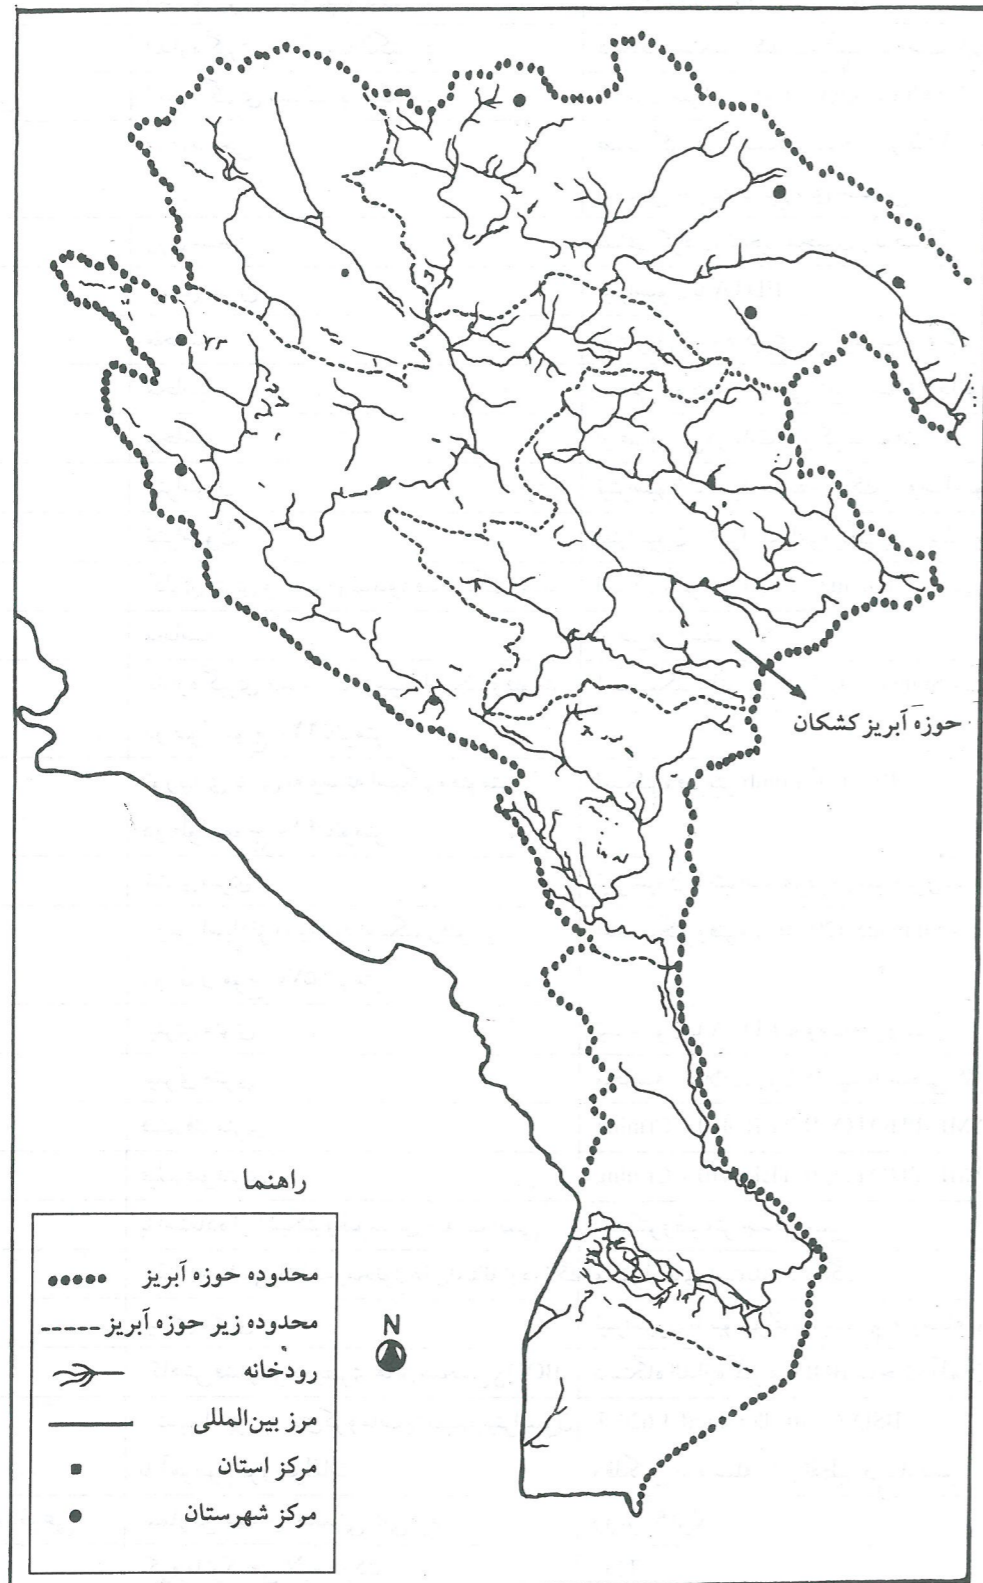 حوزهٔ آبریز کشکان
راهنما
محدوده حوزه آبریز
محدوده زیر حوزه آبریز
رودخانه
مرز بین‌المللی
مرکز استان
مرکز شهرستان
N